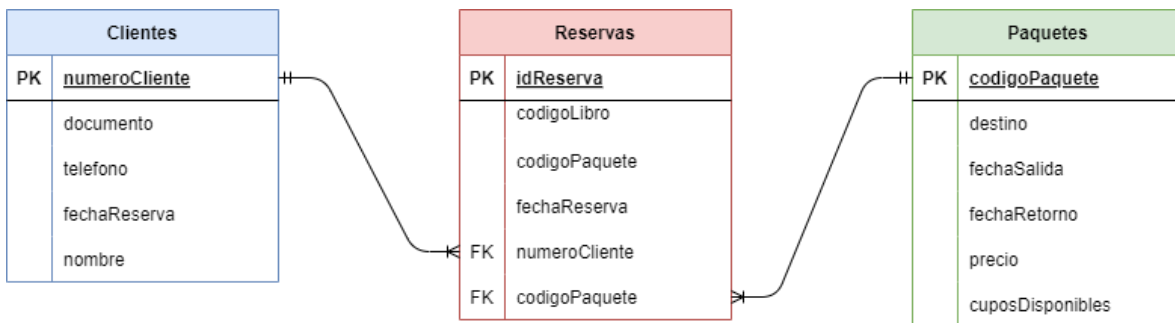 Clientes
PK numeroCliente
documento
telefono
fechaReserva
nombre
Reservas
PK idReserva
codigoLibro
codigoPaquete
fechaReserva
FK numeroCliente
FK codigoPaquete
Paquetes
PK codigoPaquete
destino
fechaSalida
fechaRetorno
precio
cuposDisponibles